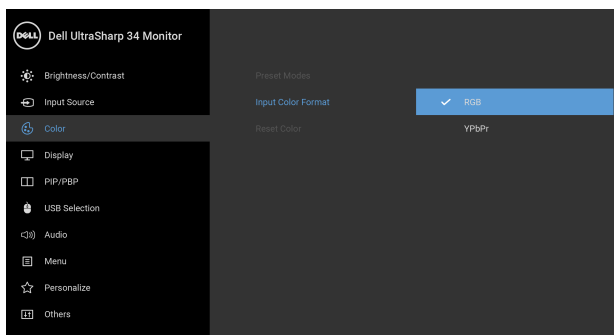 DELL
Dell UltraSharp 34 Monitor
Brightness/Contrast
Input Source
Color
Display
PIP/PBP
USB Selection
Audio
Menu
Personalize
Others
Preset Modes
Input Color Format
Reset Color
RGB
YPbPr